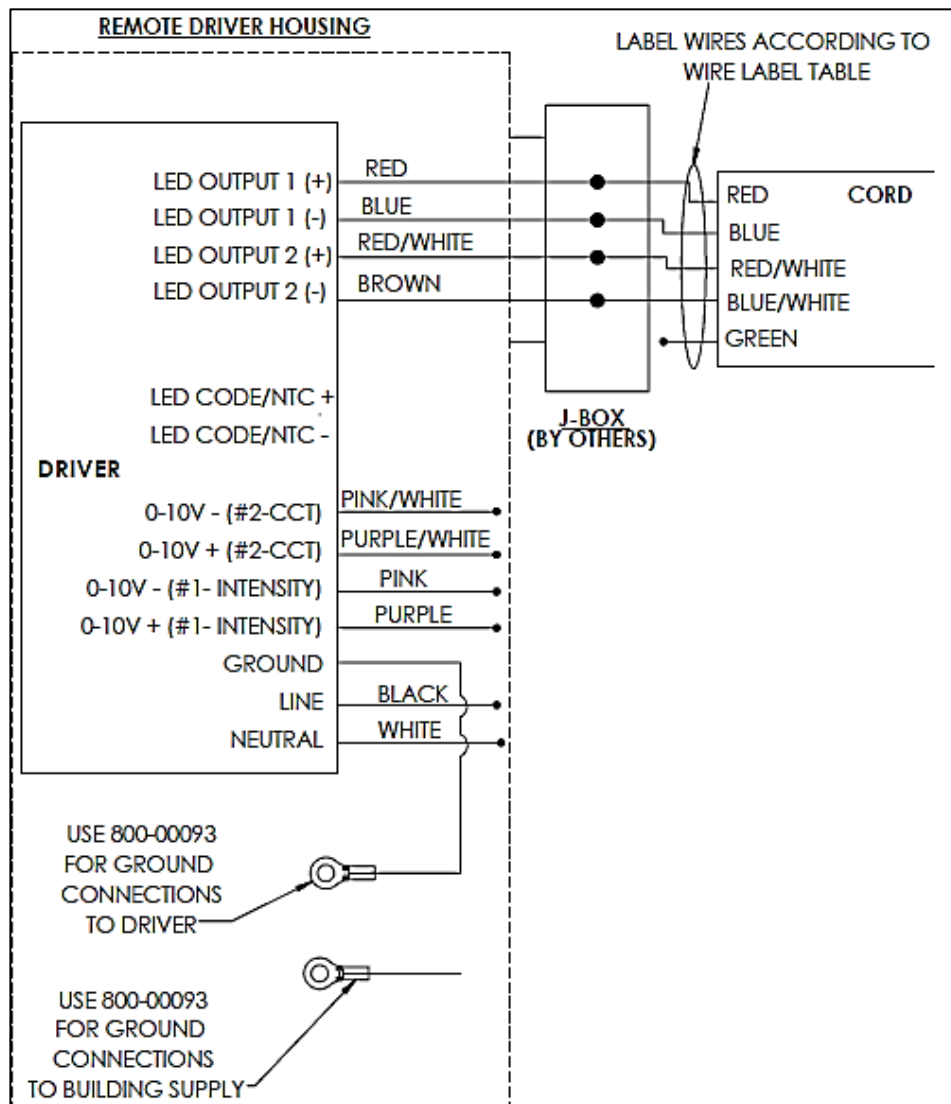 REMOTE DRIVER HOUSING
LABEL WIRES ACCORDING TO
WIRE LABEL TABLE
LED OUTPUT 1 (+)
RED
LED OUTPUT 1 (-)
BLUE
LED OUTPUT 2 (+)
RED/WHITE
LED OUTPUT 2 (-)
BROWN
RED
CORD
BLUE
RED/WHITE
BLUE/WHITE
GREEN
J-BOX
(BY OTHERS)
LED CODE/NTC +
LED CODE/NTC -
DRIVER
0-10V - (#2-CCT)
PINK/WHITE
0-10V + (#2-CCT)
PURPLE/WHITE
0-10V - (#1- INTENSITY)
PINK
0-10V + (#1- INTENSITY)
PURPLE
GROUND
LINE
BLACK
NEUTRAL
WHITE
USE 800-00093
FOR GROUND
CONNECTIONS
TO DRIVER
USE 800-00093
FOR GROUND
CONNECTIONS
TO BUILDING SUPPLY